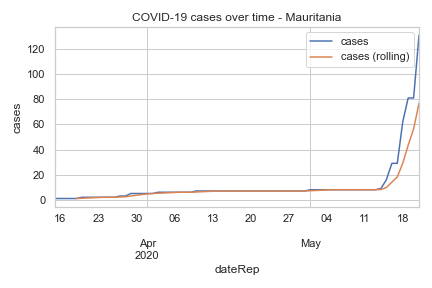 COVID-19 cases over time - Mauritania
cases
cases (rolling)
120
100
80
60
40
20
0
cases
16 23 30 06 13 20 27 04 11 18
Apr May
2020
dateRep